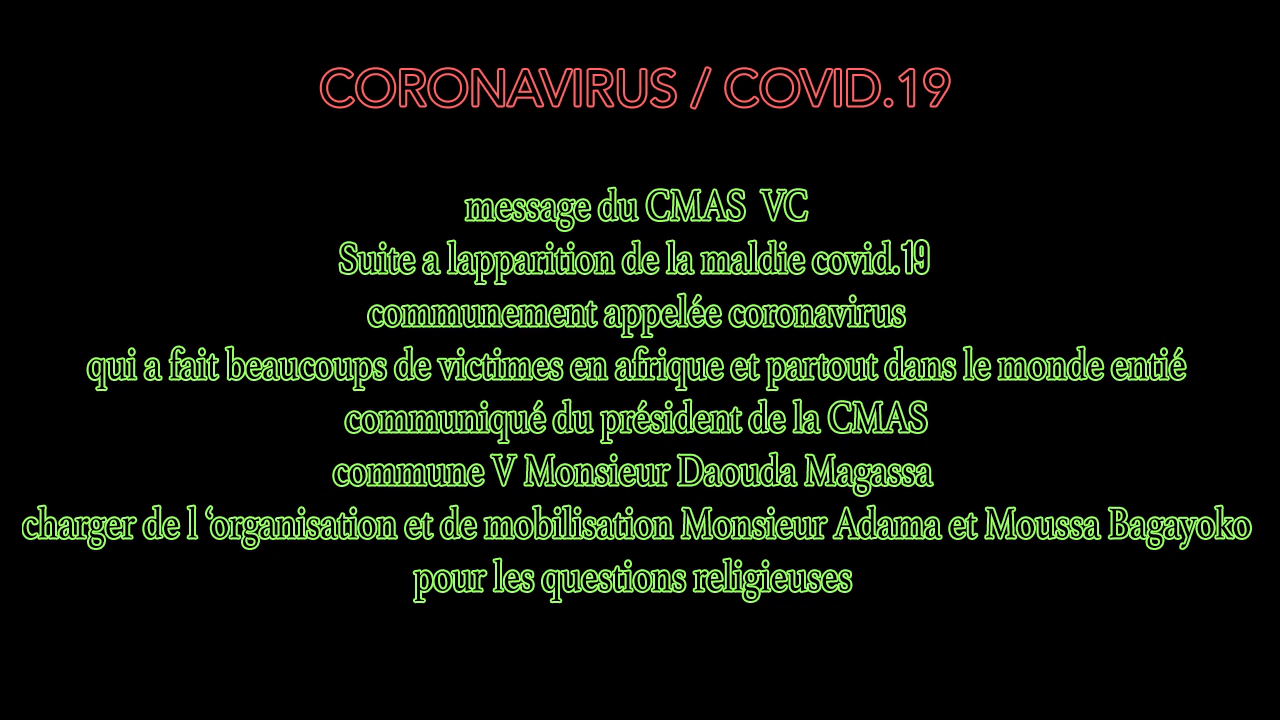 CORONAVIRUS / COVID.19
message du CMAS  VC
Suite a lapparition de la maldie covid.19
communement appelée coronavirus
qui a fait beaucoups de victimes en afrique et partout dans le monde entié
communiqué du président de la CMAS
commune V Monsieur Daouda Magassa
charger de l ‘organisation et de mobilisation Monsieur Adama et Moussa Bagayoko
pour les questions religieuses